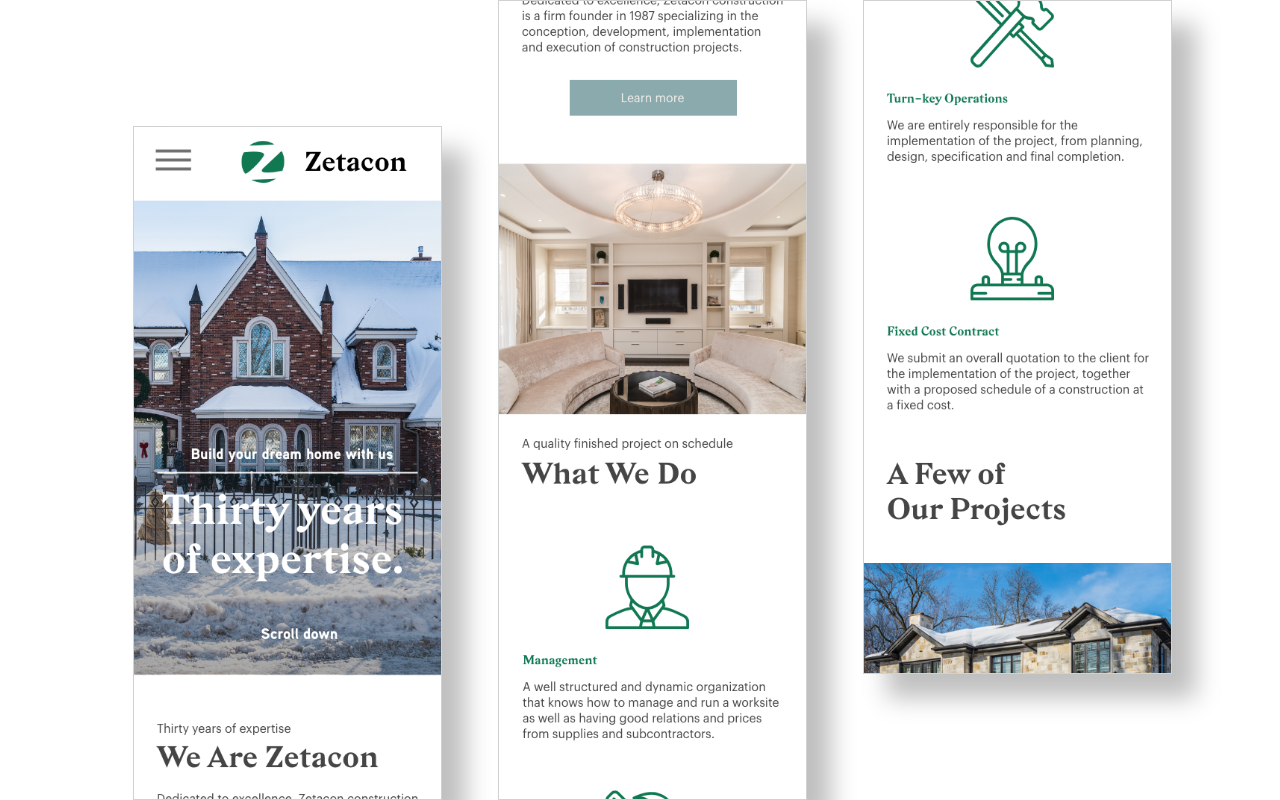 Zetacon
Build your dream home with us
Thirty years
of expertise.
Scroll down
Thirty years of expertise
We Are Zetacon
Dedicated to excellence, Zetacon construction
Dedicated to excellence, Zetacon construction
is a firm founder in 1987 specializing in the
conception, development, implementation
and execution of construction projects.
Learn more
A quality finished project on schedule
What We Do
Management
A well structured and dynamic organization
that knows how to manage and run a worksite
as well as having good relations and prices
from supplies and subcontractors.
Turn-key Operations
We are entirely responsible for the
implementation of the project, from planning,
design, specification and final completion.
Fixed Cost Contract
We submit an overall quotation to the client for
the implementation of the project, together
with a proposed schedule of a construction at
a fixed cost.
A Few of
Our Projects